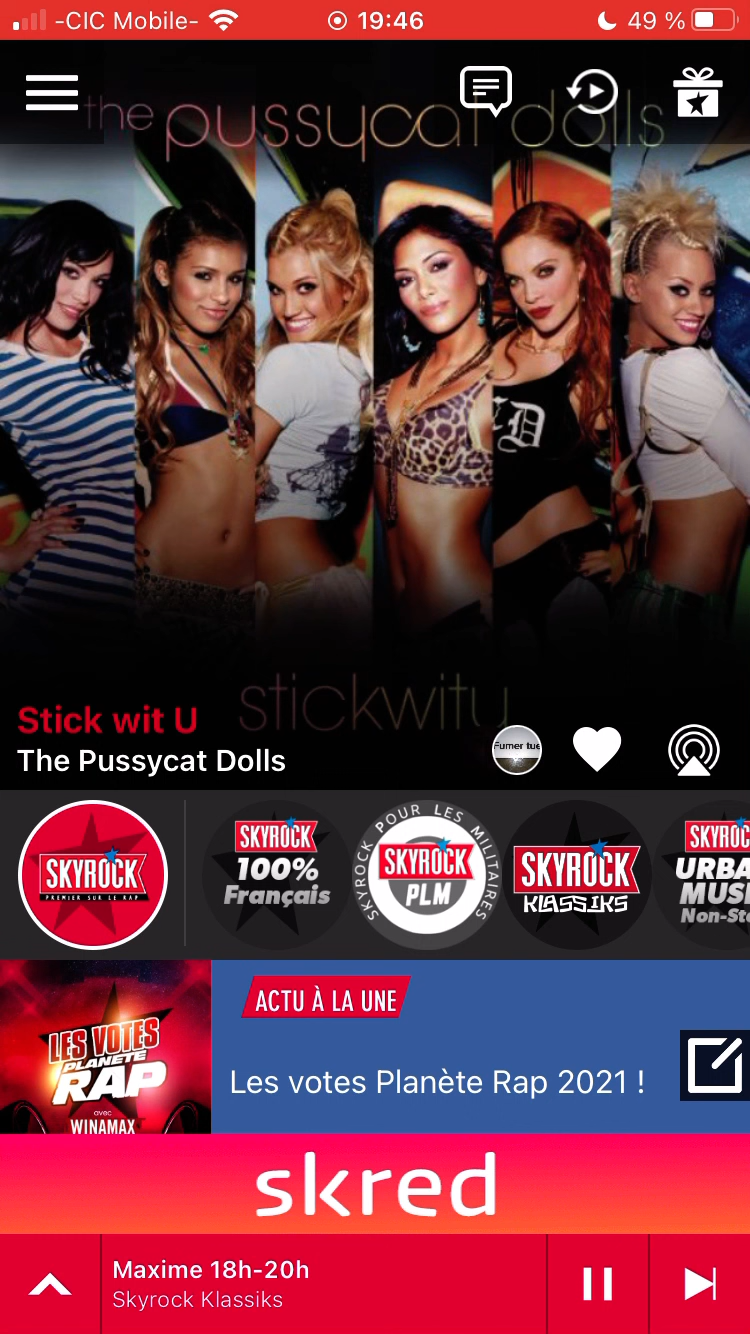 -CIC Mobile-
19:46
49 %
the pussycat dolls
CD
stickwitu
Stick wit U
The Pussycat Dolls
Fumer tue
SKYROCK
PREMIER SUR LE RAP
SKYROCK
100%
Français
SKYROCK POUR LES MILITAIRES
SKYROCK
PLM
SKYROCK
KLASSIKS
SKYROC
URBA
MUSI
Non-Sto
LES VOTES
PLANÈTE
RAP
avec
WINAMAX
ACTU À LA UNE
Les votes Planète Rap 2021 !
skred
Maxime 18h-20h
Skyrock Klassiks